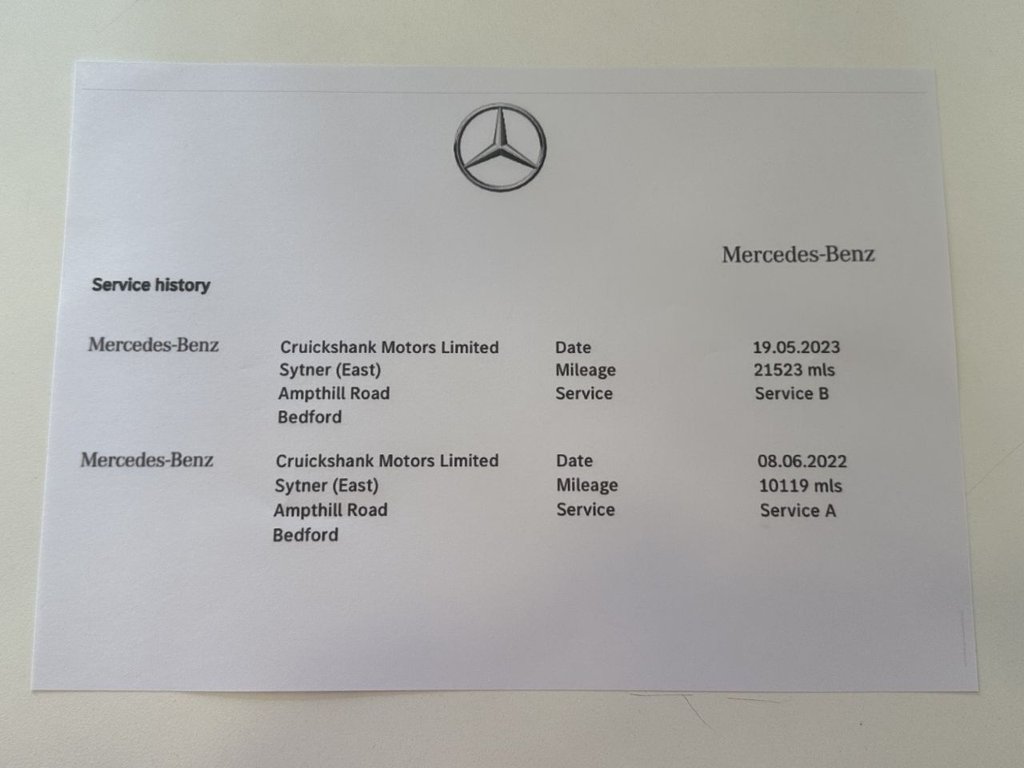 Mercedes-Benz
Service history
Mercedes-Benz Cruickshank Motors Limited Date 19.05.2023
Sytner (East) Mileage 21523 mls
Ampthill Road Service Service B
Bedford
Mercedes-Benz Cruickshank Motors Limited Date 08.06.2022
Sytner (East) Mileage 10119 mls
Ampthill Road Service Service A
Bedford